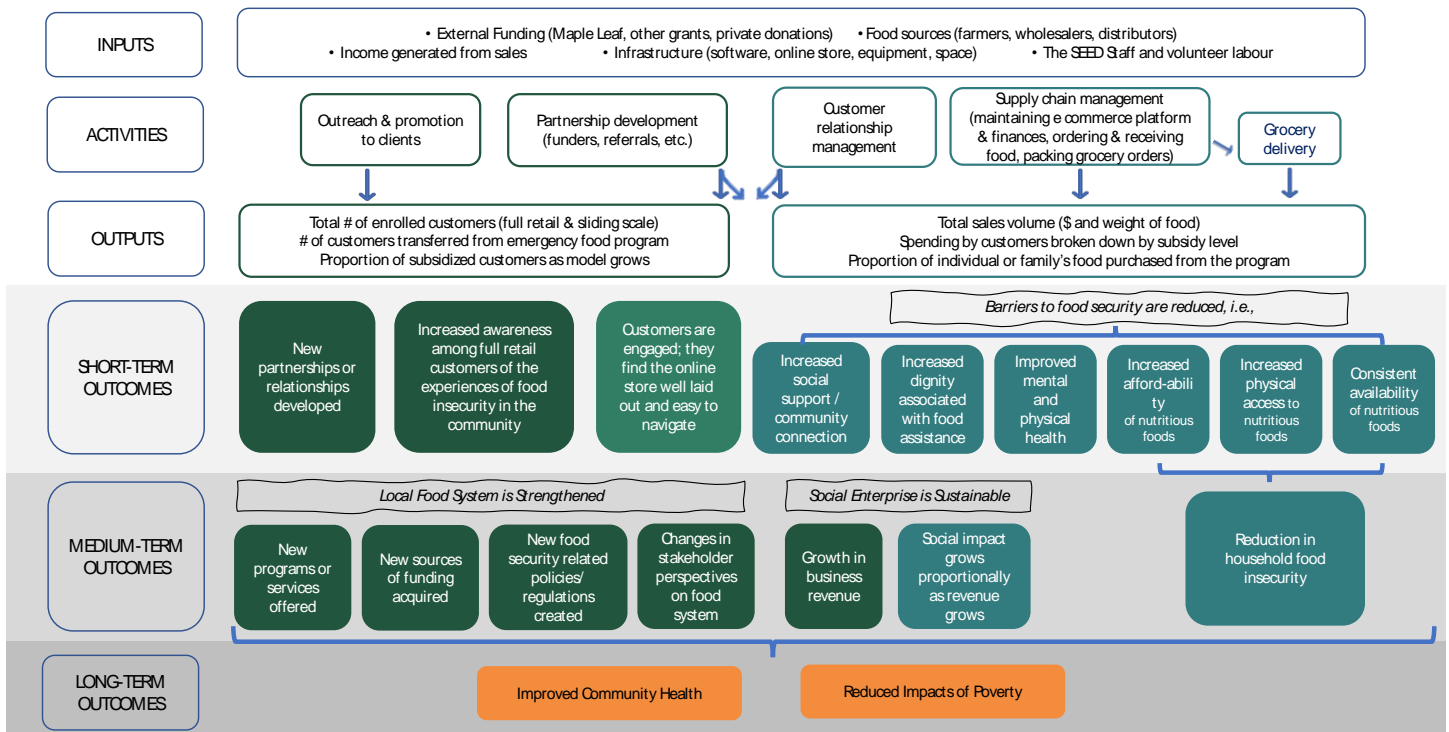 INPUTS
• External Funding (Maple Leaf, other grants, private donations) • Food sources (farmers, wholesalers, distributors)
• Income generated from sales • Infrastructure (software, online store, equipment, space) • The SEED Staff and volunteer labour
ACTIVITIES
Outreach & promotion
to clients
Partnership development
(funders, referrals, etc.)
Customer
relationship
management
Supply chain management
(maintaining e commerce platform
& finances, ordering & receiving
food, packing grocery orders)
Grocery
delivery
OUTPUTS
Total # of enrolled customers (full retail & sliding scale)
# of customers transferred from emergency food program
Proportion of subsidized customers as model grows
Total sales volume ($ and weight of food)
Spending by customers broken down by subsidy level
Proportion of individual or family's food purchased from the program
SHORT-TERM
OUTCOMES
New
partnerships or
relationships
developed
Increased awareness
among full retail
customers of the
experiences of food
insecurity in the
community
Customers are
engaged; they
find the online
store well laid
out and easy to
navigate
Barriers to food security are reduced, i.e.,
Increased
social
support /
community
connection
Increased
dignity
associated
with food
assistance
Improved
mental
and
physical
health
Increased
afford-abili
ty
of nutritious
foods
Increased
physical
access to
nutritious
foods
Consistent
availability
of nutritious
foods
MEDIUM-TERM
OUTCOMES
Local Food System is Strengthened
New
programs or
services
offered
New sources
of funding
acquired
New food
security related
policies/
regulations
created
Changes in
stakeholder
perspectives
on food
system
Social Enterprise is Sustainable
Growth in
business
revenue
Social impact
grows
proportionally
as revenue
grows
Reduction in
household food
insecurity
LONG-TERM
OUTCOMES
Improved Community Health
Reduced Impacts of Poverty